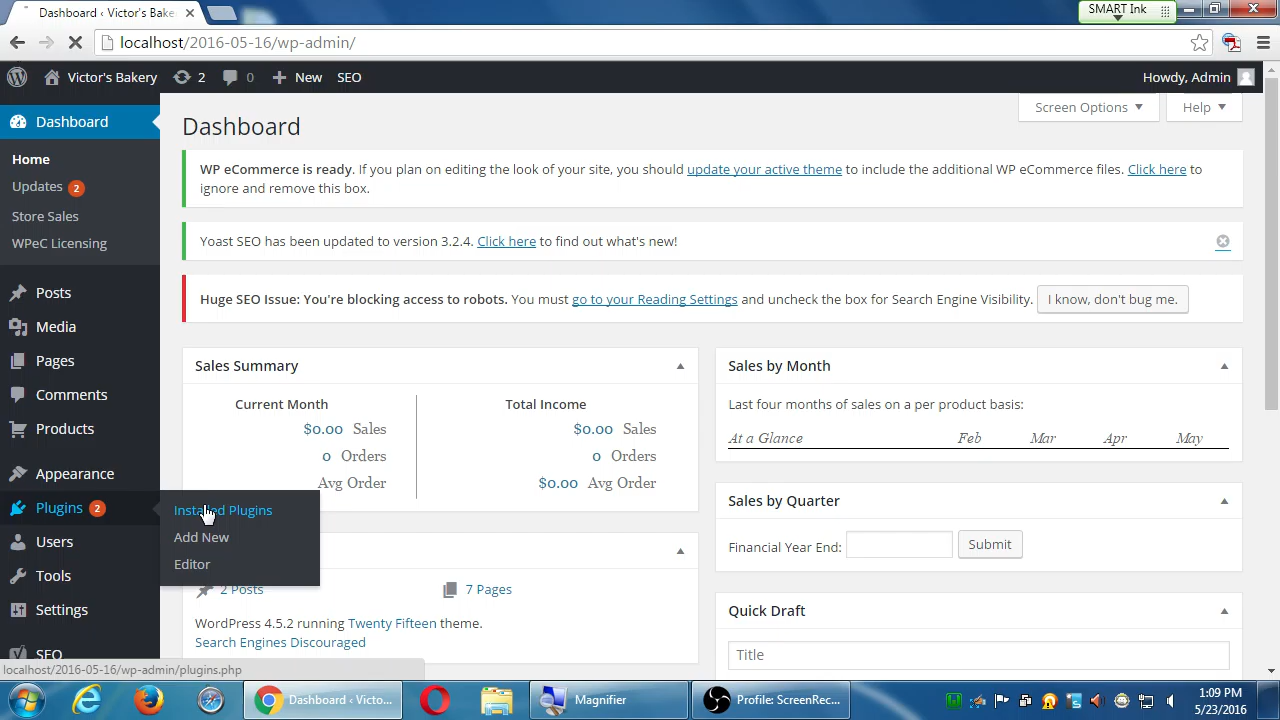 Dashboard ‹ Victor's Bake
SMART Ink
localhost/2016-05-16/wp-admin/
Victor's Bakery 2 0 New SEO Howdy, Admin
Screen Options Help
Dashboard
Dashboard
Home
Updates 2
Store Sales
WPeC Licensing
Posts
Media
Pages
Comments
Products
Appearance
Plugins 2
Users
Tools
Settings
SEO
Installed Plugins
Add New
Editor
WP eCommerce is ready. If you plan on editing the look of your site, you should update your active theme to include the additional WP eCommerce files. Click here to
ignore and remove this box.
Yoast SEO has been updated to version 3.2.4. Click here to find out what's new!
Huge SEO Issue: You're blocking access to robots. You must go to your Reading Settings and uncheck the box for Search Engine Visibility. I know, don't bug me.
Sales Summary
Current Month Total Income
$0.00 Sales $0.00 Sales
0 Orders 0 Orders
Avg Order $0.00 Avg Order
2 Posts 7 Pages
WordPress 4.5.2 running Twenty Fifteen theme.
Search Engines Discouraged
Sales by Month
Last four months of sales on a per product basis:
At a Glance Feb Mar Apr May
Sales by Quarter
Financial Year End: Submit
Quick Draft
Title
localhost/2016-05-16/wp-admin/plugins.php
Dashboard ‹ Victo...
Magnifier
Profile: ScreenRec...
1:09 PM
5/23/2016